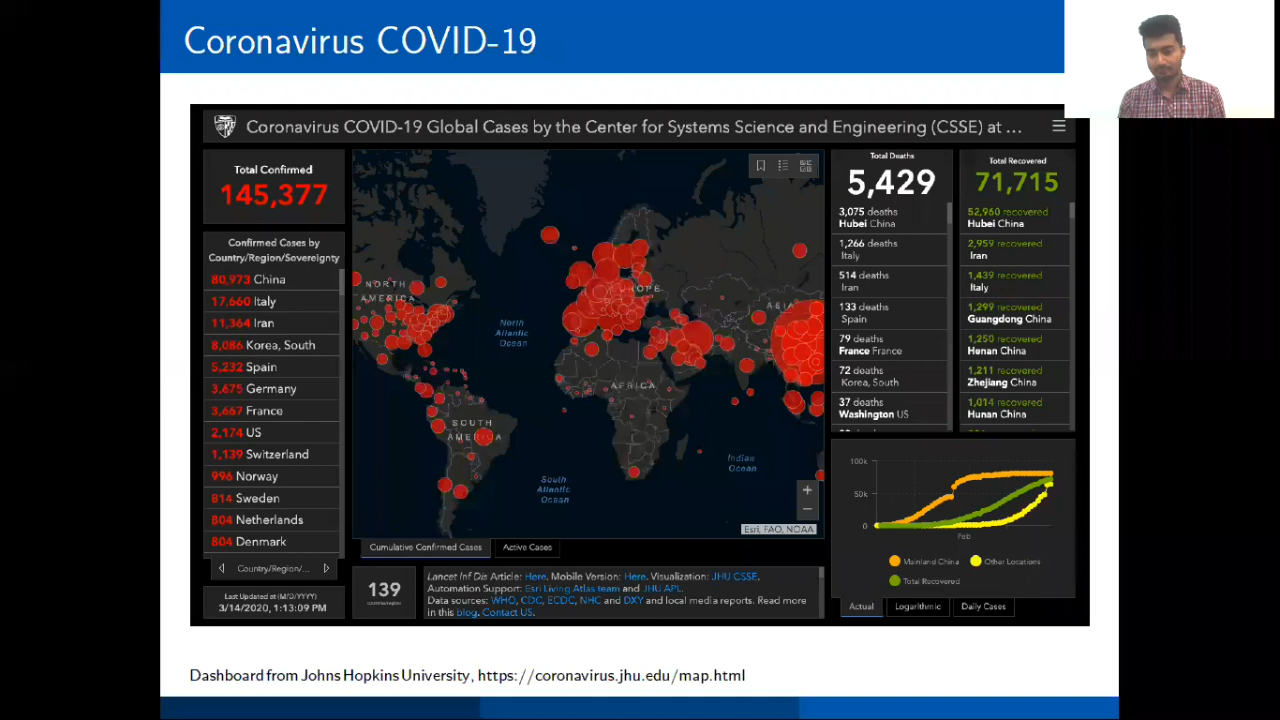 Coronavirus COVID-19
Coronavirus COVID-19 Global Cases by the Center for Systems Science and Engineering (CSSE) at ...
Total Confirmed
145,377
Confirmed Cases by
Country/Region/Sovereignty
80,973 China
17,660 Italy
11,364 Iran
8,086 Korea, South
5,232 Spain
3,675 Germany
3,667 France
2,174 US
1,139 Switzerland
996 Norway
814 Sweden
804 Netherlands
804 Denmark
Country/Region/...
Last Updated at (M/D/YYYY)
3/14/2020, 1:13:09 PM
NORTH
AMERICA
North
Atlantic
Ocean
EUROPE
ASIA
AFRICA
SOUTH
AMERICA
South
Atlantic
Ocean
Indian
Ocean
+
−
Esri, FAO, NOAA
Cumulative Confirmed Cases
Active Cases
139
Lancet Inf Dis Article: Here. Mobile Version: Here. Visualization: JHU CSSE.
Automation Support: Esri Living Atlas team and JHU APL.
Data sources: WHO, CDC, ECDC, NHC and DXY and local media reports. Read more
in this blog. Contact US.
Total Deaths
5,429
3,075 deaths
Hubei China
1,266 deaths
Italy
514 deaths
Iran
133 deaths
Spain
79 deaths
France France
72 deaths
Korea, South
37 deaths
Washington US
Total Recovered
71,715
52,960 recovered
Hubei China
2,959 recovered
Iran
1,439 recovered
Italy
1,299 recovered
Guangdong China
1,250 recovered
Henan China
1,211 recovered
Zhejiang China
1,014 recovered
Hunan China
100k
50k
0
Feb
Mainland China
Other Locations
Total Recovered
Actual
Logarithmic
Daily Cases
Dashboard from Johns Hopkins University, https://coronavirus.jhu.edu/map.html